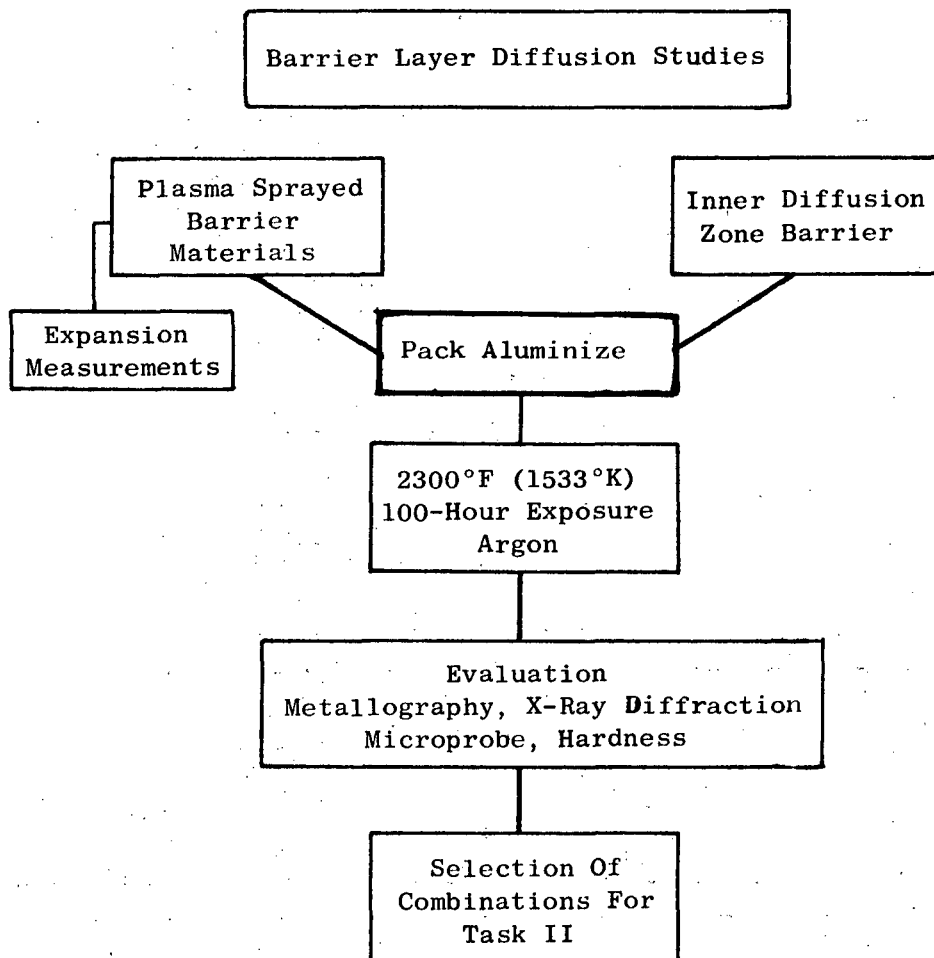 Barrier Layer Diffusion Studies
Plasma Sprayed
Barrier
Materials
Inner Diffusion
Zone Barrier
Expansion
Measurements
Pack Aluminize
2300°F (1533°K)
100-Hour Exposure
Argon
Evaluation
Metallography, X-Ray Diffraction
Microprobe, Hardness
Selection Of
Combinations For
Task II